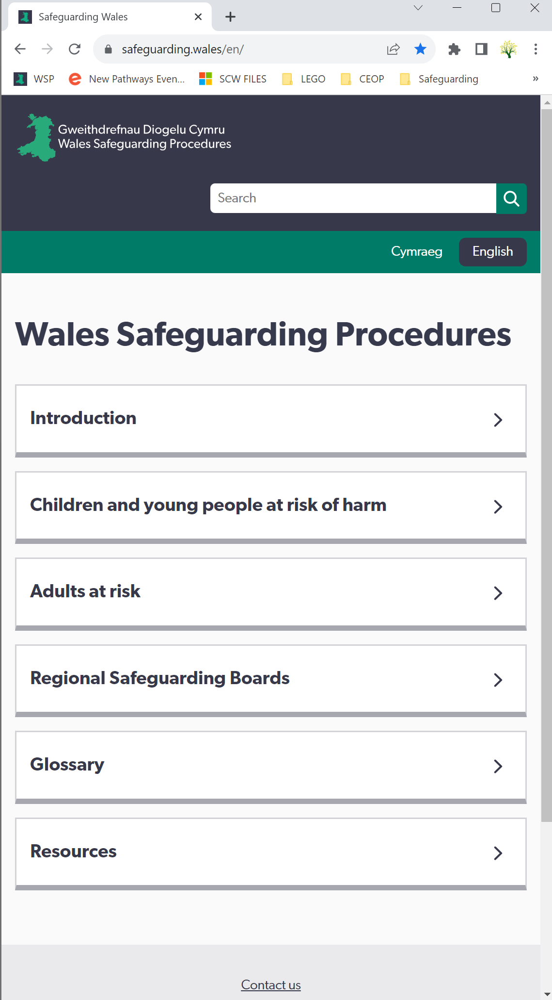 Safeguarding Wales
safeguarding.wales/en/
WSP New Pathways Even... SCW FILES LEGO CEOP Safeguarding »
Gweithdrefnau Diogelu Cymru
Wales Safeguarding Procedures
Search
Cymraeg English
Wales Safeguarding Procedures
Introduction
Children and young people at risk of harm
Adults at risk
Regional Safeguarding Boards
Glossary
Resources
Contact us